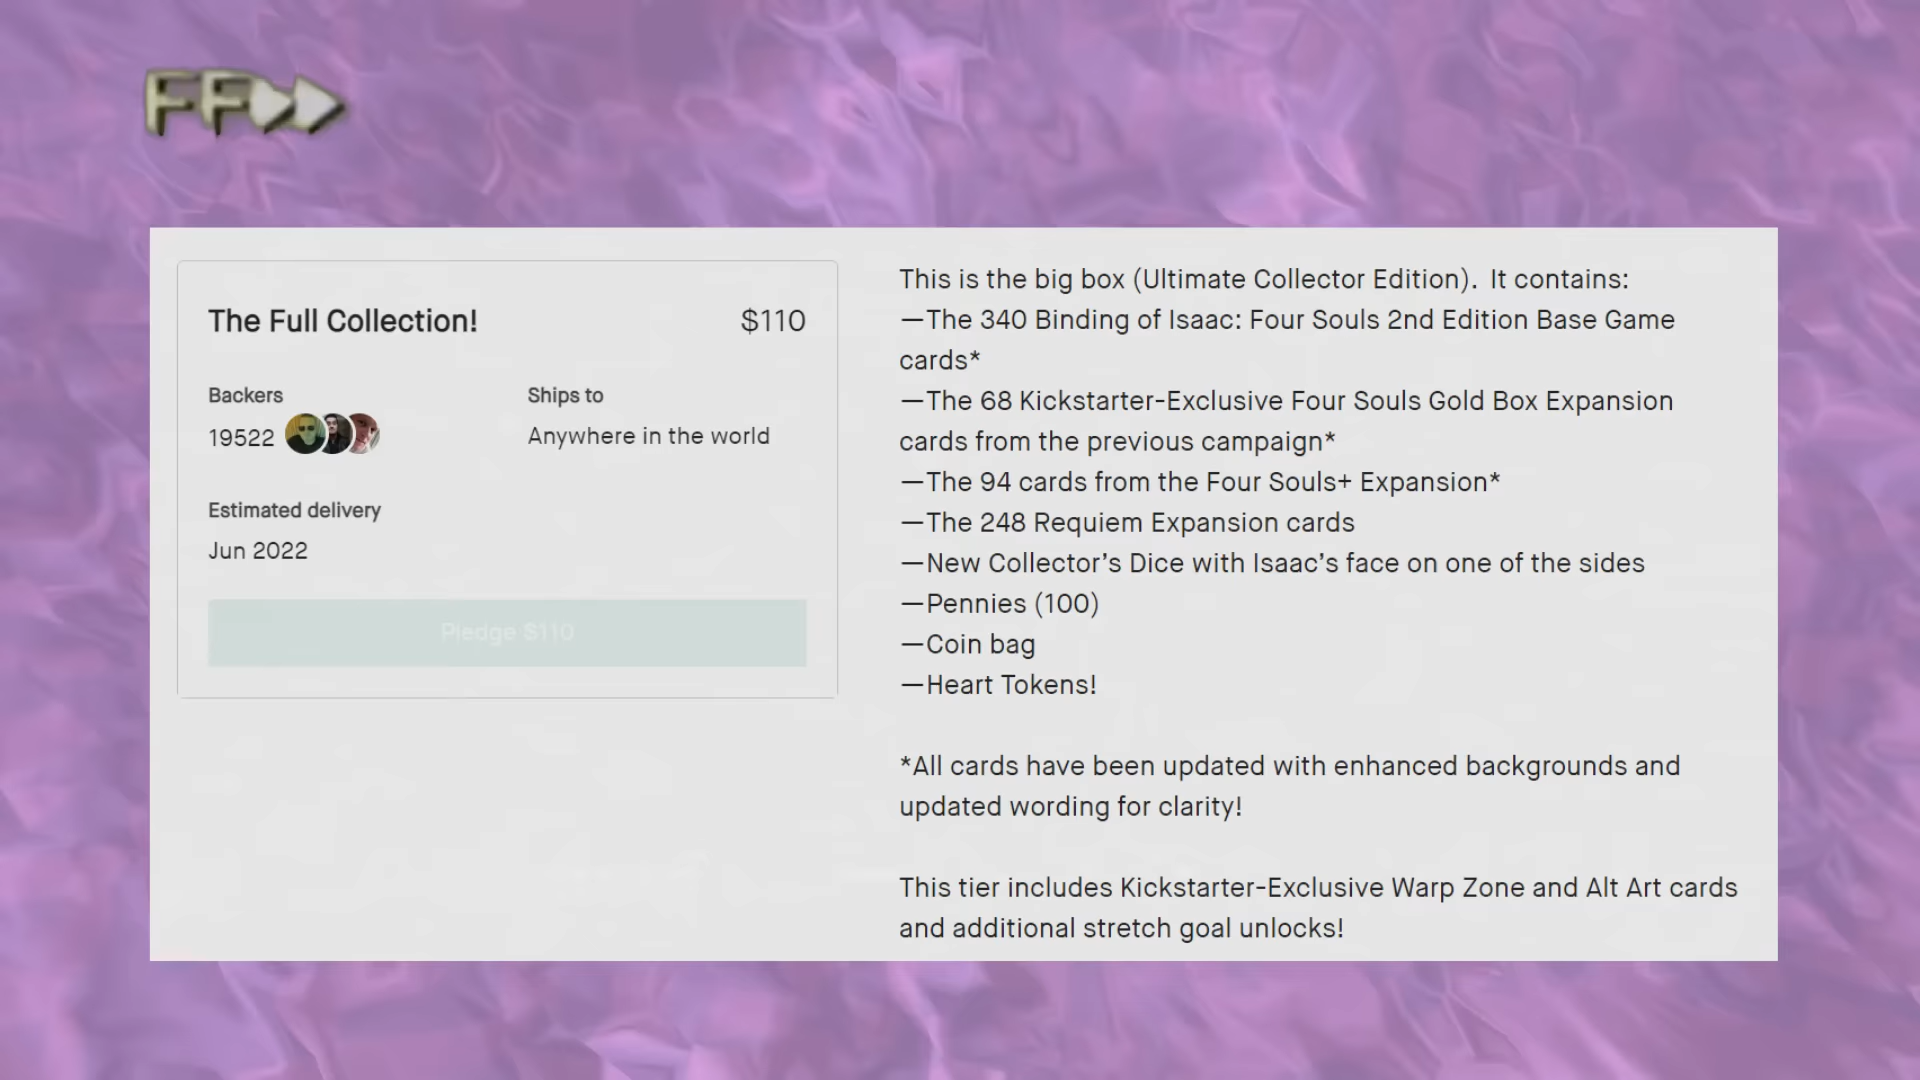 FF
The Full Collection!
$110
Backers
19522
Ships to
Anywhere in the world
Estimated delivery
Jun 2022
Pledge $110
This is the big box (Ultimate Collector Edition). It contains:
—The 340 Binding of Isaac: Four Souls 2nd Edition Base Game
cards*
—The 68 Kickstarter-Exclusive Four Souls Gold Box Expansion
cards from the previous campaign*
—The 94 cards from the Four Souls+ Expansion*
—The 248 Requiem Expansion cards
—New Collector’s Dice with Isaac’s face on one of the sides
—Pennies (100)
—Coin bag
—Heart Tokens!
*All cards have been updated with enhanced backgrounds and
updated wording for clarity!
This tier includes Kickstarter-Exclusive Warp Zone and Alt Art cards
and additional stretch goal unlocks!